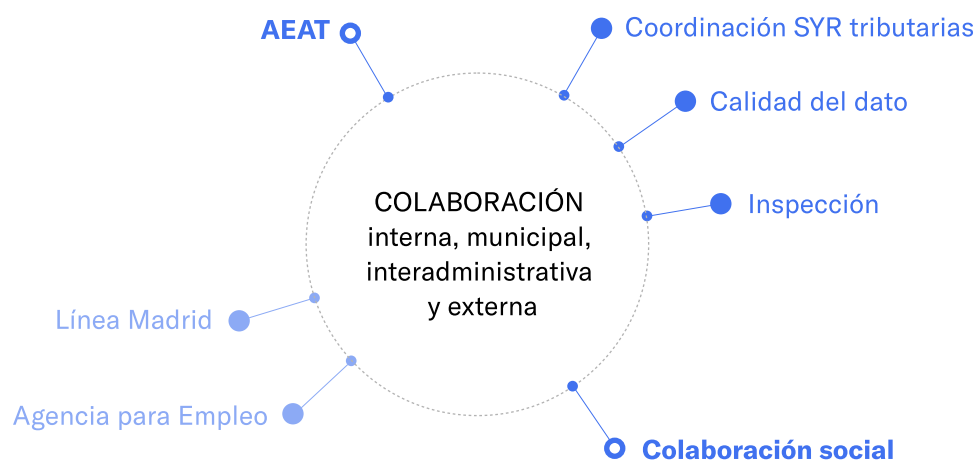 AEAT
Coordinación SYR tributarias
Calidad del dato
Inspección
COLABORACIÓN
interna, municipal,
interadministrativa
y externa
Línea Madrid
Agencia para Empleo
Colaboración social